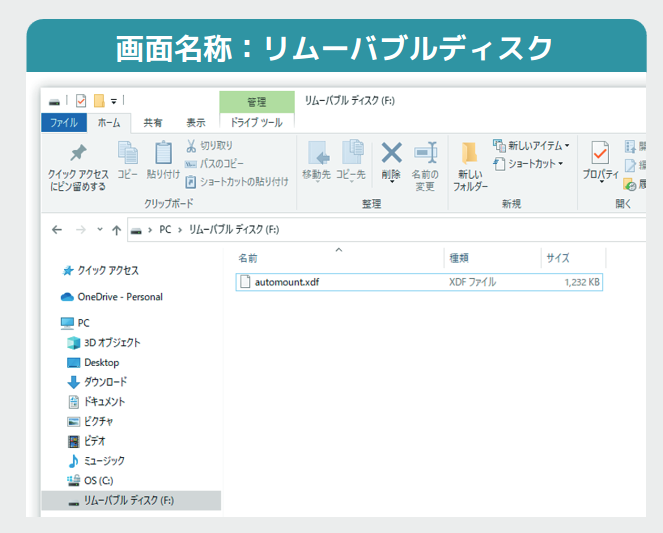 画面名称：リムーバブルディスク
管理
リムーバブル ディスク (F:)
ファイル ホーム 共有 表示 ドライブ ツール
クイック アクセス
にピン留めする
コピー
貼り付け
切り取り
パスのコピー
ショートカットの貼り付け
クリップボード
移動先
コピー先
削除
名前の
変更
整理
新しい
フォルダー
新しいアイテム
ショートカット
新規
プロパティ
開く
PC リムーバブル ディスク (F:)
名前 種類 サイズ
automount.xdf XDF ファイル 1,232 KB
クイック アクセス
OneDrive - Personal
PC
3D オブジェクト
Desktop
ダウンロード
ドキュメント
ピクチャ
ビデオ
ミュージック
OS (C:)
リムーバブル ディスク (F:)